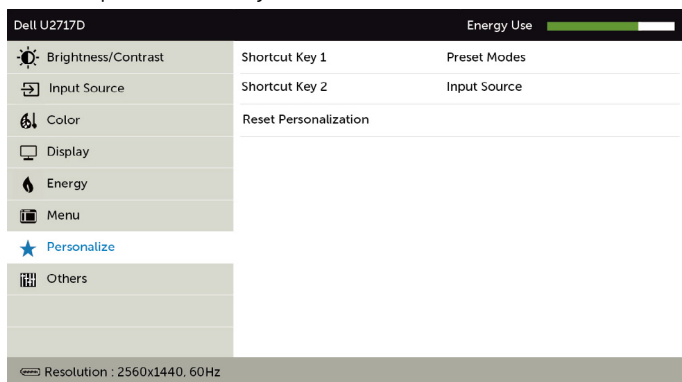 Dell U2717D Energy Use
Brightness/Contrast Shortcut Key 1 Preset Modes
Input Source Shortcut Key 2 Input Source
Color Reset Personalization
Display
Energy
Menu
Personalize
Others
Resolution : 2560x1440, 60Hz